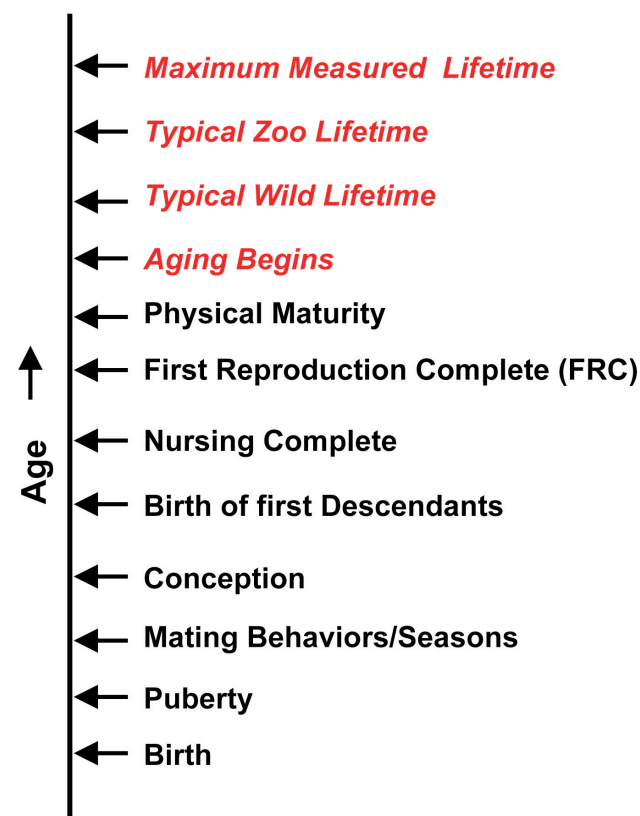 Maximum Measured Lifetime
Typical Zoo Lifetime
Typical Wild Lifetime
Aging Begins
Physical Maturity
First Reproduction Complete (FRC)
Nursing Complete
Birth of first Descendants
Conception
Mating Behaviors/Seasons
Puberty
Birth
Age